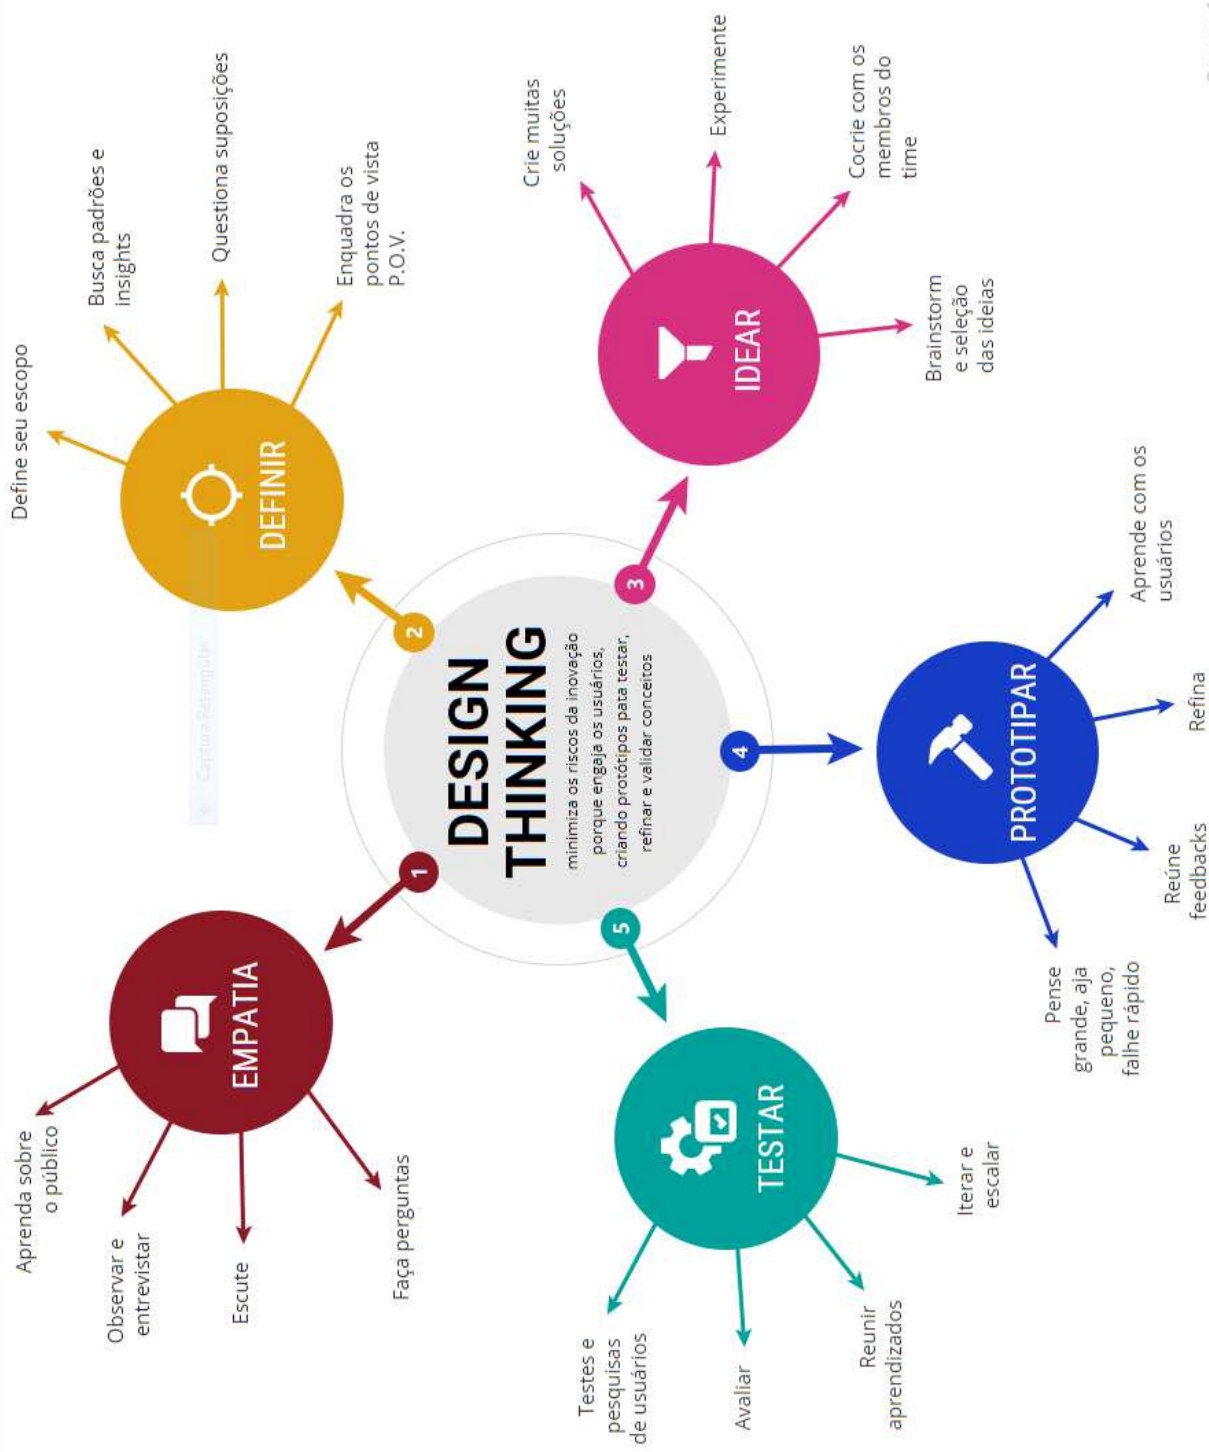 DESIGN
THINKING
minimiza os riscos da inovação
porque engaja os usuários,
criando protótipos pata testar,
refinar e validar conceitos
1
EMPATIA
Aprenda sobre
o público
Observar e
entrevistar
Escute
Faça perguntas
2
DEFINIR
Define seu escopo
Busca padrões e
insights
Questiona suposições
Enquadra os
pontos de vista
P.O.V.
3
IDEAR
Crie muitas
soluções
Experimente
Cocrie com os
membros do
time
Brainstorm
e seleção
das ideias
4
PROTOTIPAR
Aprende com os
usuários
Refina
Reúne
feedbacks
Pense
grande, aja
pequeno,
falhe rápido
5
TESTAR
Testes e
pesquisas
de usuários
Avaliar
Reunir
aprendizados
Iterar e
escalar
Captura Retangular